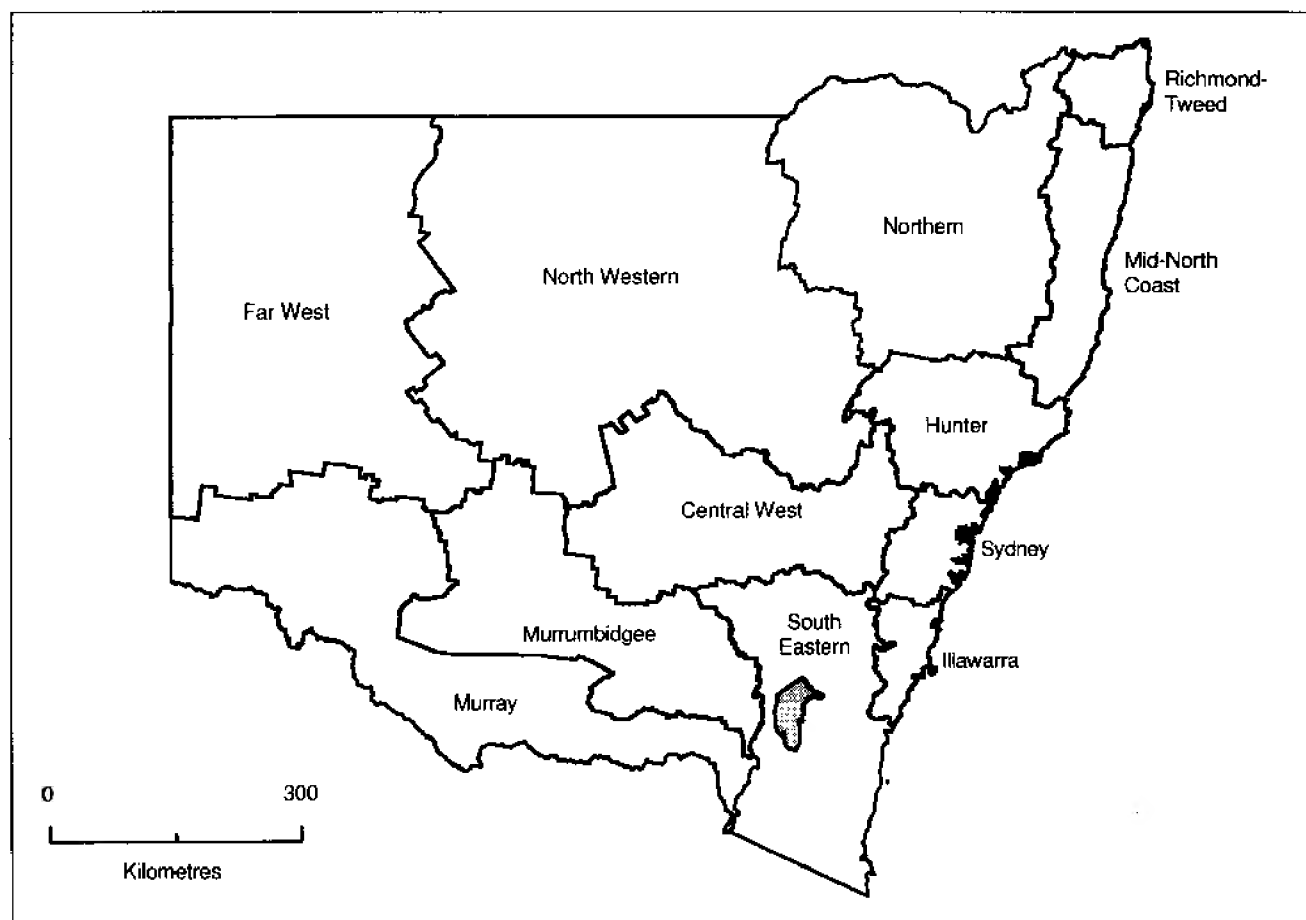 Richmond-
Tweed
Northern
Mid-North
Coast
North Western
Far West
Hunter
Central West
Sydney
South
Eastern
Murrumbidgee
Illawarra
Murray
0 300
Kilometres